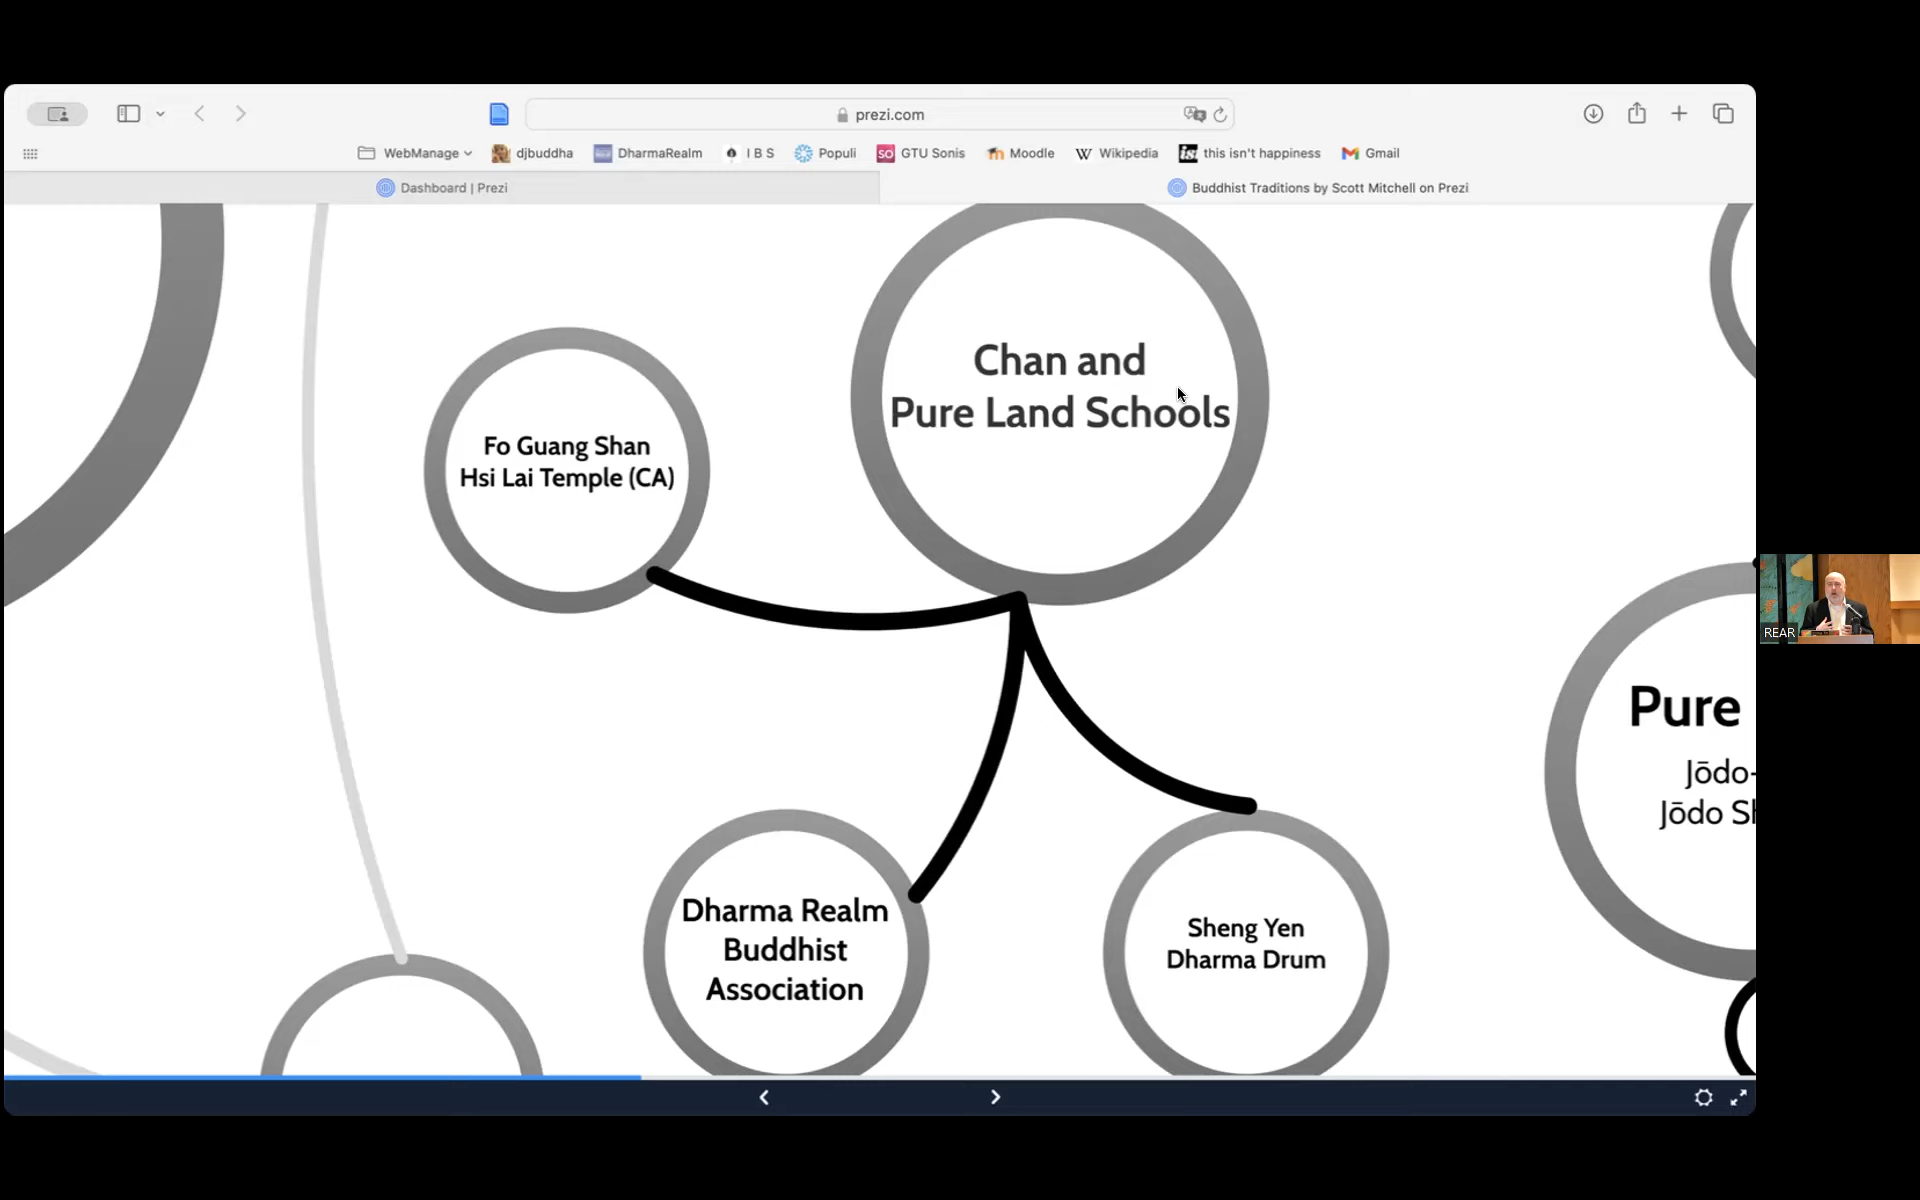 prezi.com
WebManage
djbuddha
DharmaRealm
I B S
Populi
SO
GTU Sonis
Moodle
W
Wikipedia
this isn't happiness
Gmail
Dashboard | Prezi
Buddhist Traditions by Scott Mitchell on Prezi
Chan and
Pure Land Schools
Fo Guang Shan
Hsi Lai Temple (CA)
Pure
Jōdo-
Jōdo
Dharma Realm
Buddhist
Association
Sheng Yen
Dharma Drum
REAR